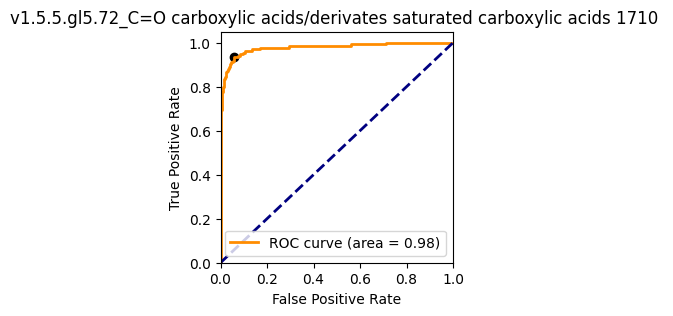 v1.5.5.gl5.72_C=O carboxylic acids/derivates saturated carboxylic acids 1710
1.0
0.8
0.6
0.4
0.2
0.0
True Positive Rate
ROC curve (area = 0.98)
0.0 0.2 0.4 0.6 0.8 1.0
False Positive Rate